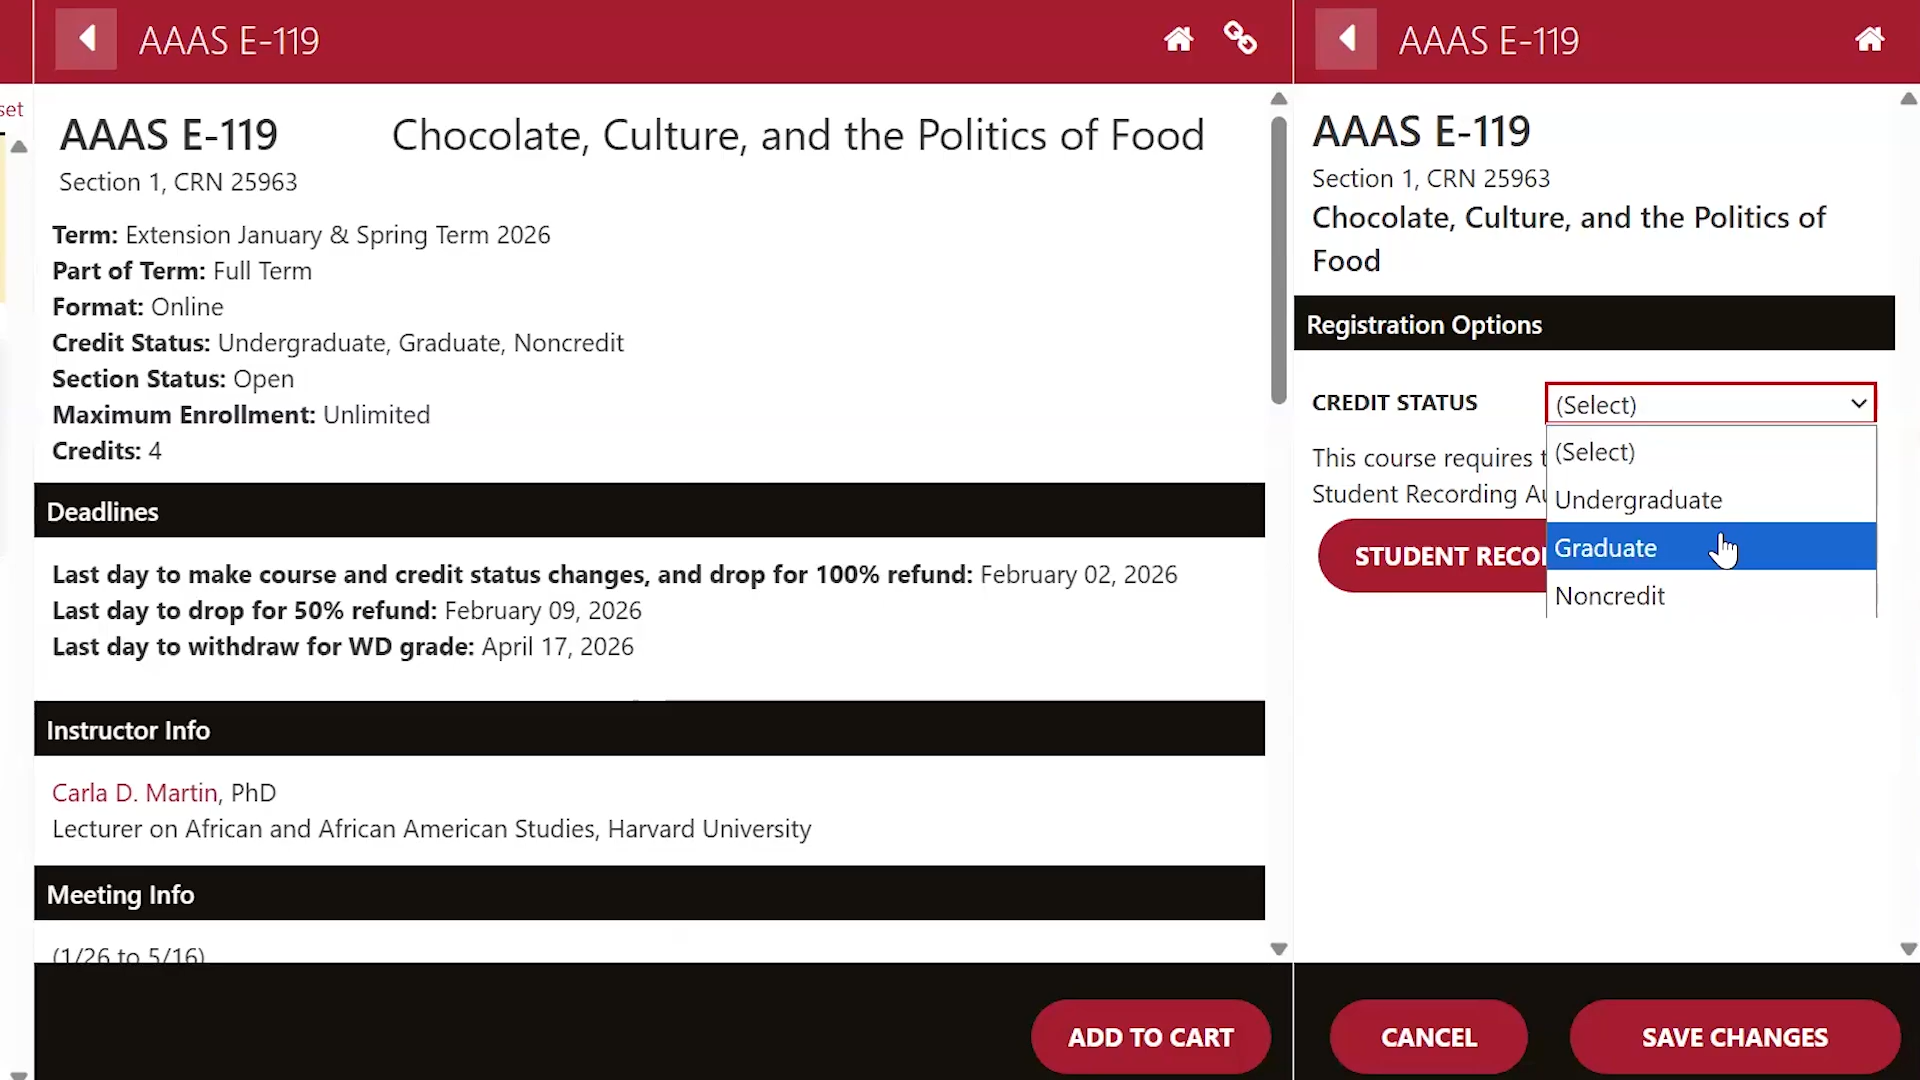 set
AAAS E-119
AAAS E-119
Chocolate, Culture, and the Politics of Food
Section 1, CRN 25963
Term: Extension January & Spring Term 2026
Part of Term: Full Term
Format: Online
Credit Status: Undergraduate, Graduate, Noncredit
Section Status: Open
Maximum Enrollment: Unlimited
Credits: 4
Deadlines
Last day to make course and credit status changes, and drop for 100% refund: February 02, 2026
Last day to drop for 50% refund: February 09, 2026
Last day to withdraw for WD grade: April 17, 2026
Instructor Info
Carla D. Martin, PhD
Lecturer on African and African American Studies, Harvard University
Meeting Info
(1/26 to 5/16)
ADD TO CART
AAAS E-119
AAAS E-119
Section 1, CRN 25963
Chocolate, Culture, and the Politics of
Food
Registration Options
CREDIT STATUS
(Select)
(Select)
Undergraduate
Graduate
Noncredit
This course requires t
Student Recording Au
STUDENT RECO
CANCEL
SAVE CHANGES